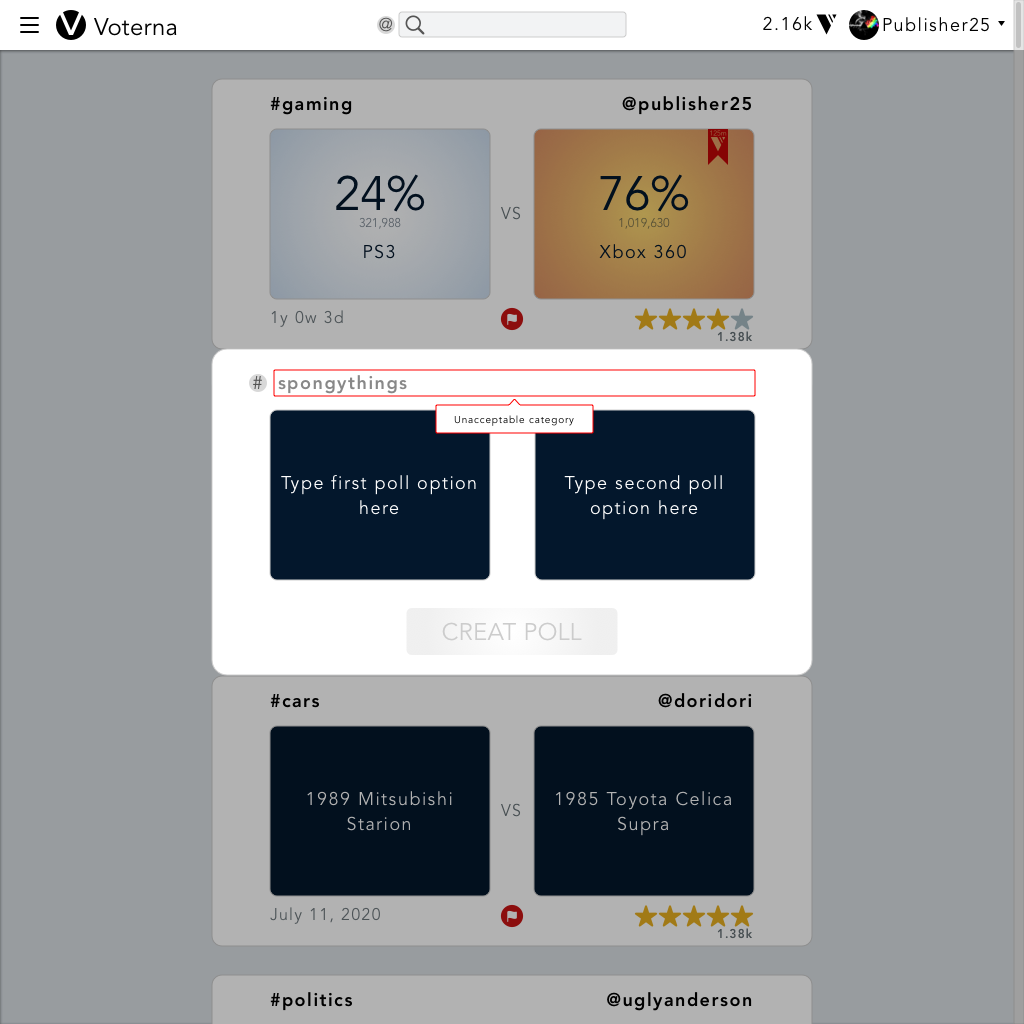 Voterna
@
2.16k
Publisher25
#gaming
@publisher25
24%
321,988
PS3
VS
125m
76%
1,019,630
Xbox 360
1y 0w 3d
1.38k
#
spongythings
Unacceptable category
Type first poll option
here
Type second poll
option here
CREAT POLL
#cars
@doridori
1989 Mitsubishi
Starion
VS
1985 Toyota Celica
Supra
July 11, 2020
1.38k
#politics
@uglyanderson